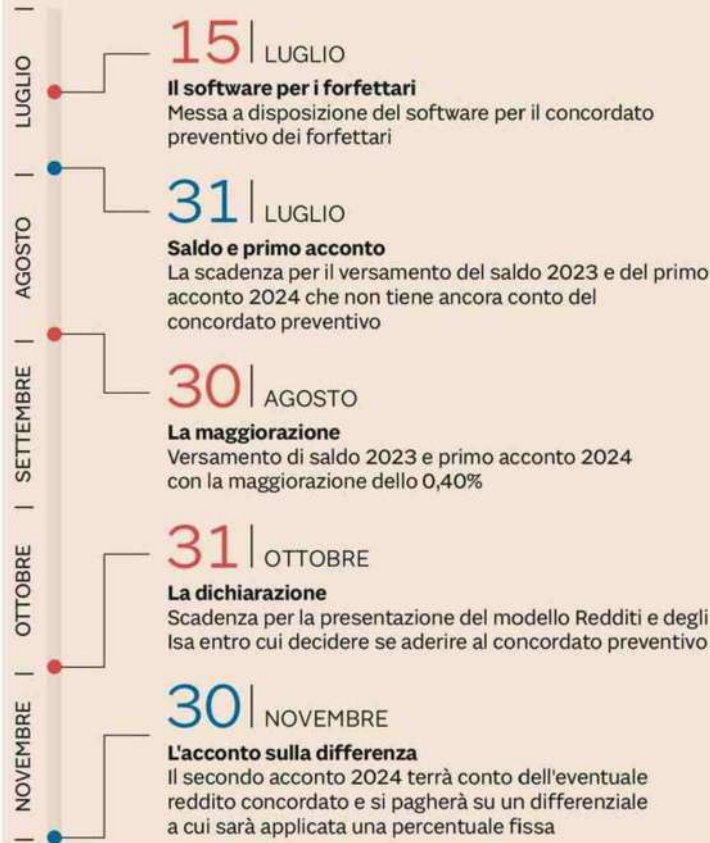 LUGLIO
AGOSTO
SETTEMBRE
OTTOBRE
NOVEMBRE
15 LUGLIO
Il software per i forfettari
Messa a disposizione del software per il concordato
preventivo dei forfettari
31 LUGLIO
Saldo e primo acconto
La scadenza per il versamento del saldo 2023 e del primo
acconto 2024 che non tiene ancora conto del
concordato preventivo
30 AGOSTO
La maggiorazione
Versamento di saldo 2023 e primo acconto 2024
con la maggiorazione dello 0,40%
31 OTTOBRE
La dichiarazione
Scadenza per la presentazione del modello Redditi e degli
Isa entro cui decidere se aderire al concordato preventivo
30 NOVEMBRE
L'acconto sulla differenza
Il secondo acconto 2024 terrà conto dell'eventuale
reddito concordato e si pagherà su un differenziale
a cui sarà applicata una percentuale fissa